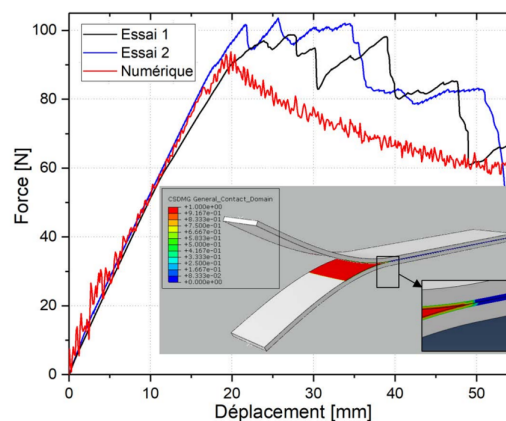 100
80
60
40
20
0
Force [N]
Essai 1
Essai 2
Numérique
CSDMG General_Contact_Domain
+1.000e+00
+9.167e-01
+8.333e-01
+7.500e-01
+6.667e-01
+5.833e-01
+5.000e-01
+4.167e-01
+3.333e-01
+2.500e-01
+1.667e-01
+8.333e-02
+0.000e+00
0 10 20 30 40 50
Déplacement [mm]